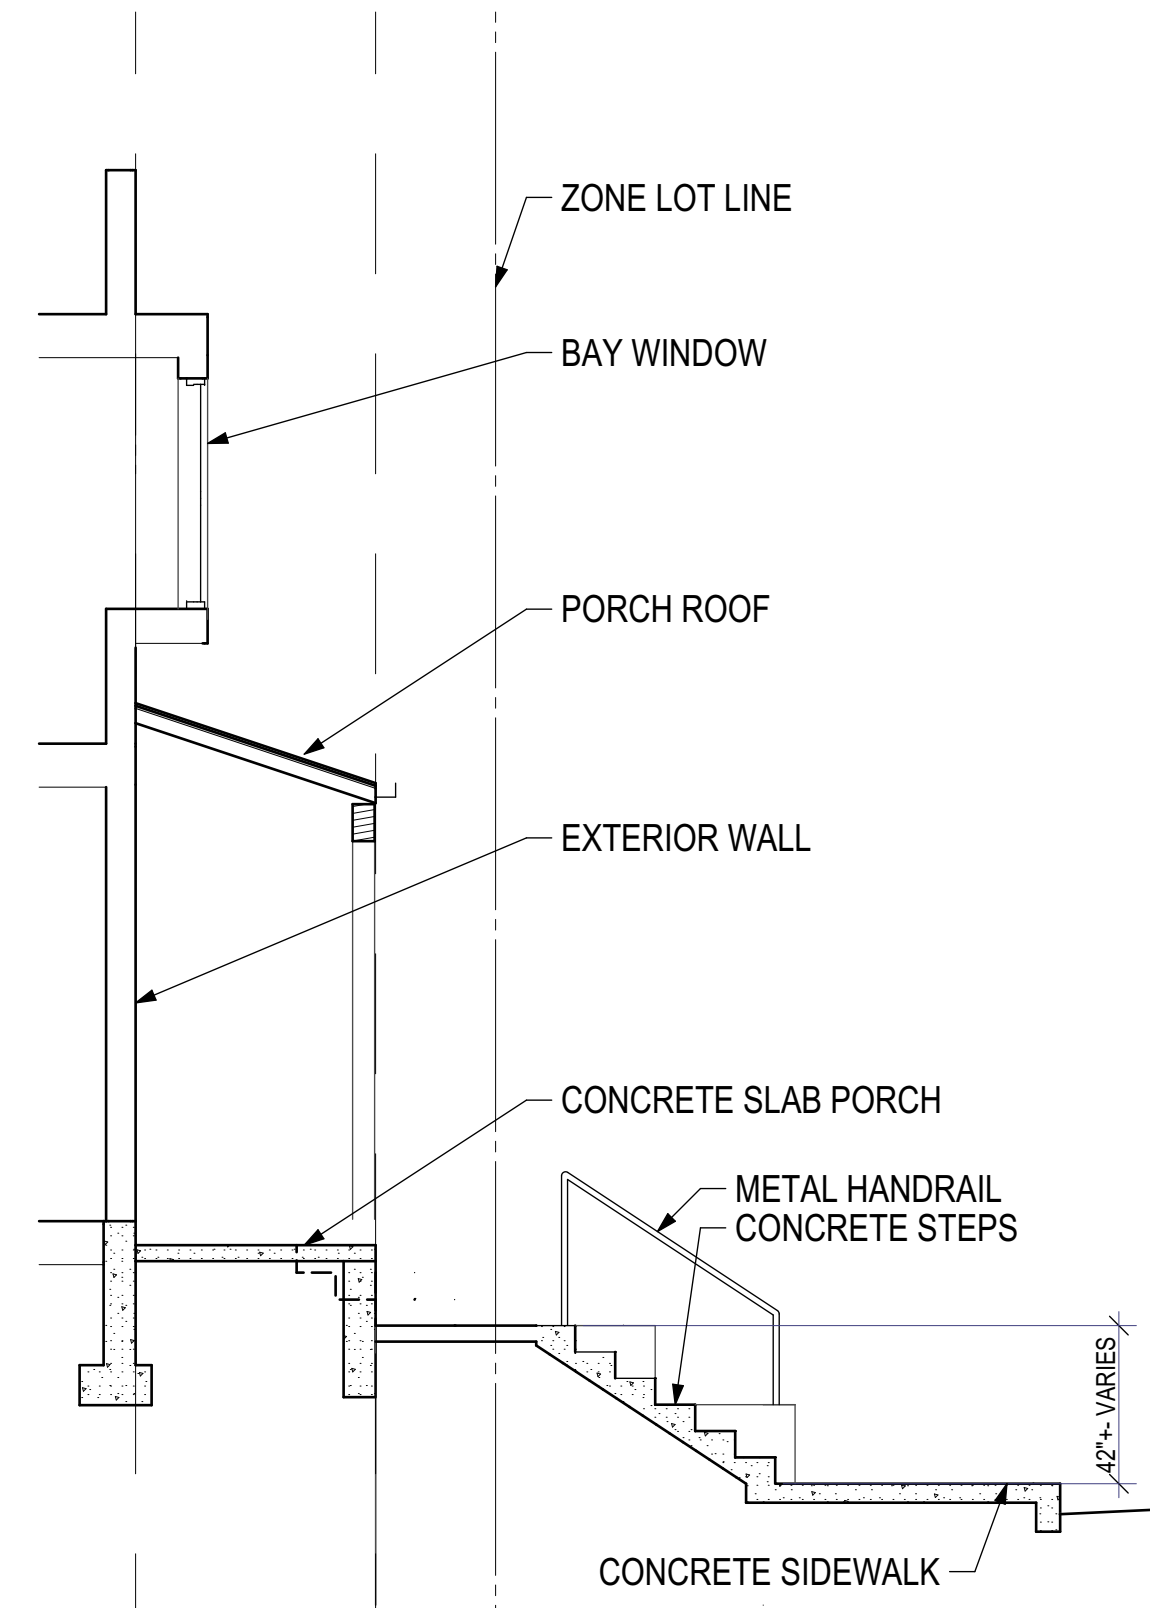 ZONE LOT LINE
BAY WINDOW
PORCH ROOF
EXTERIOR WALL
CONCRETE SLAB PORCH
METAL HANDRAIL
CONCRETE STEPS
42"+- VARIES
CONCRETE SIDEWALK